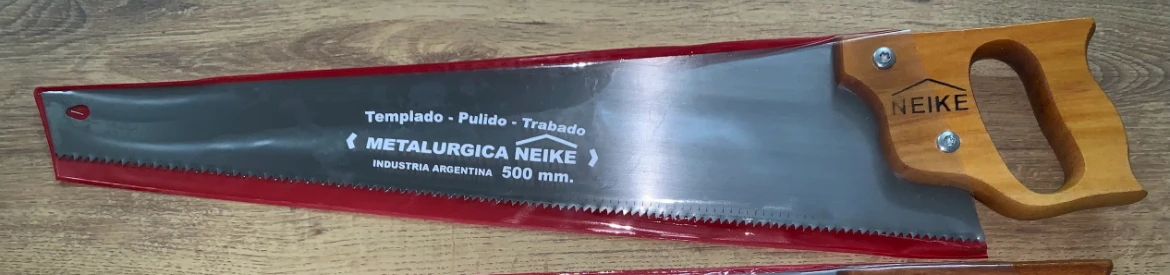 Templado - Pulido - Trabado
METALURGICA NEIKE
INDUSTRIA ARGENTINA 500 mm.
NEIKE